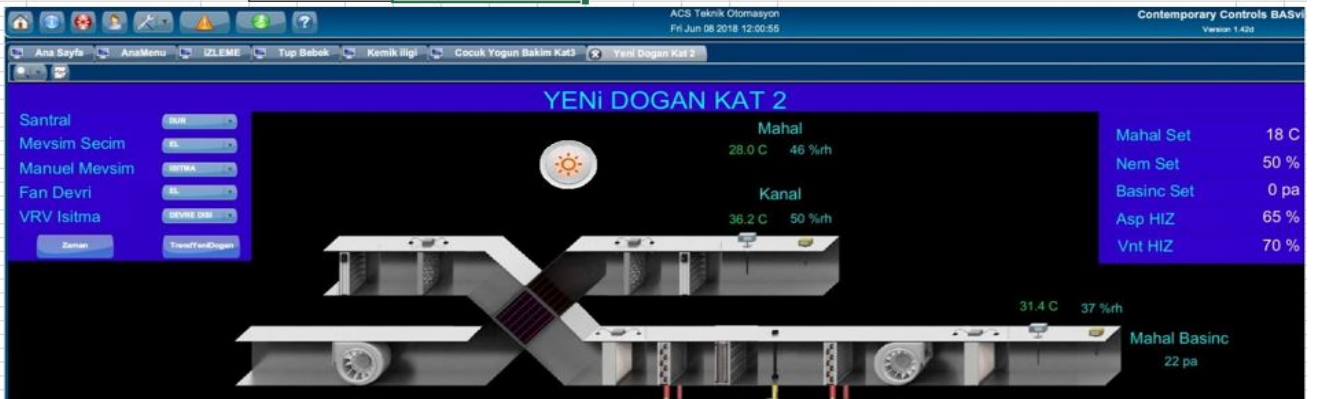 ACS Teknik Otomasyon
Fri Jun 08 2018 12:00:55
Contemporary Controls BASvi
Version 1.42d
Ana Sayfa AnaMenu iZLEME Tup Bebek Kemik iligi Cocuk Yogun Bakim Kat3 Yeni Dogan Kat 2
YENi DOGAN KAT 2
Santral DUR
Mevsim Secim EL
Manuel Mevsim ISITMA
Fan Devri EL
VRV Isitma DEVRE DISI
Zaman TrendYeniDogan
Mahal
28.0 C 46 %rh
Kanal
36.2 C 50 %rh
Mahal Set 18 C
Nem Set 50 %
Basinc Set 0 pa
Asp HIZ 65 %
Vnt HIZ 70 %
31.4 C 37 %rh
Mahal Basinc
22 pa